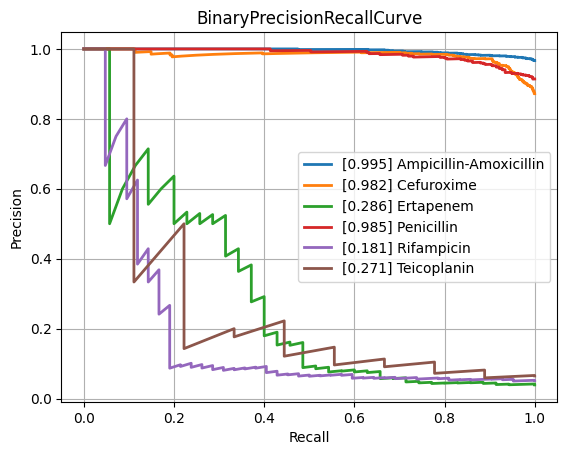 BinaryPrecisionRecallCurve
1.0
0.8
0.6
0.4
0.2
0.0
Precision
[0.995] Ampicillin-Amoxicillin
[0.982] Cefuroxime
[0.286] Ertapenem
[0.985] Penicillin
[0.181] Rifampicin
[0.271] Teicoplanin
0.0 0.2 0.4 0.6 0.8 1.0
Recall